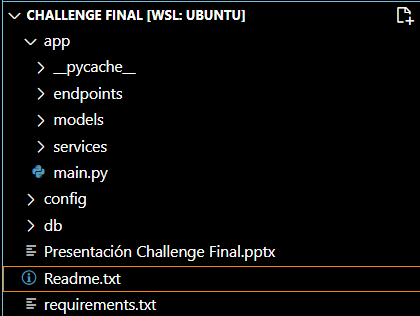 CHALLENGE FINAL [WSL: UBUNTU]
app
__pycache__
endpoints
models
services
main.py
config
db
Presentación Challenge Final.pptx
Readme.txt
requirements.txt